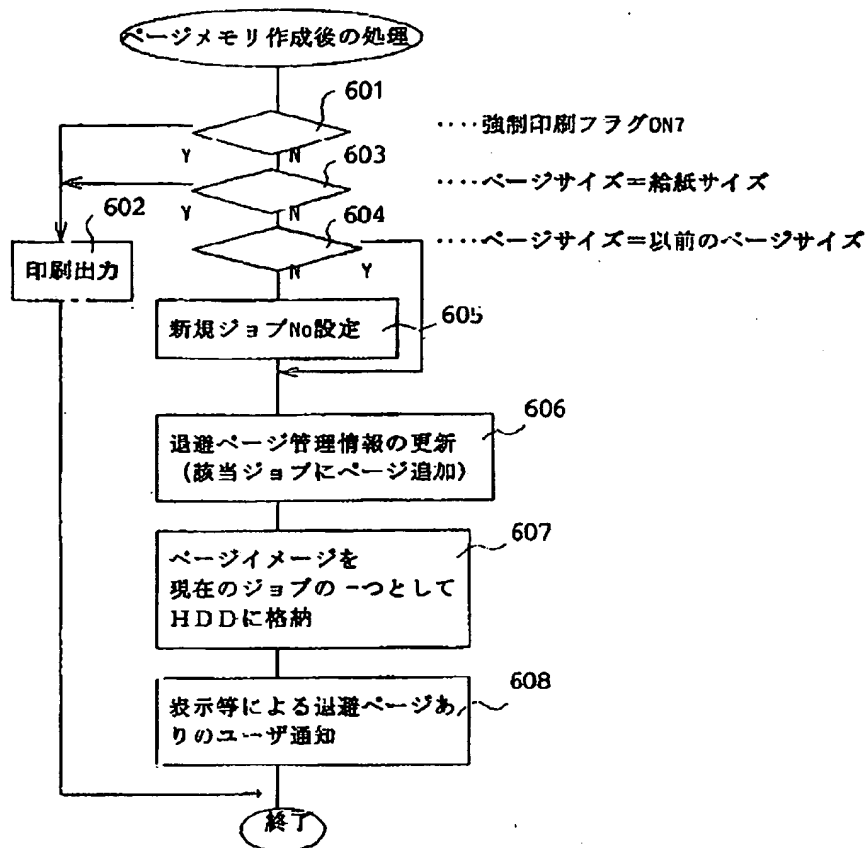 ページメモリ作成後の処理
601
‥‥強制印刷フラグON?
Y N
603
‥‥ページサイズ=給紙サイズ
Y N
602
604
‥‥ページサイズ=以前のページサイズ
印刷出力
N Y
新規ジョブNo設定
605
606
退避ページ管理情報の更新
(該当ジョブにページ追加)
607
ページイメージを
現在のジョブの一つとして
HDDに格納
608
表示等による退避ページあ
りのユーザ通知
終了